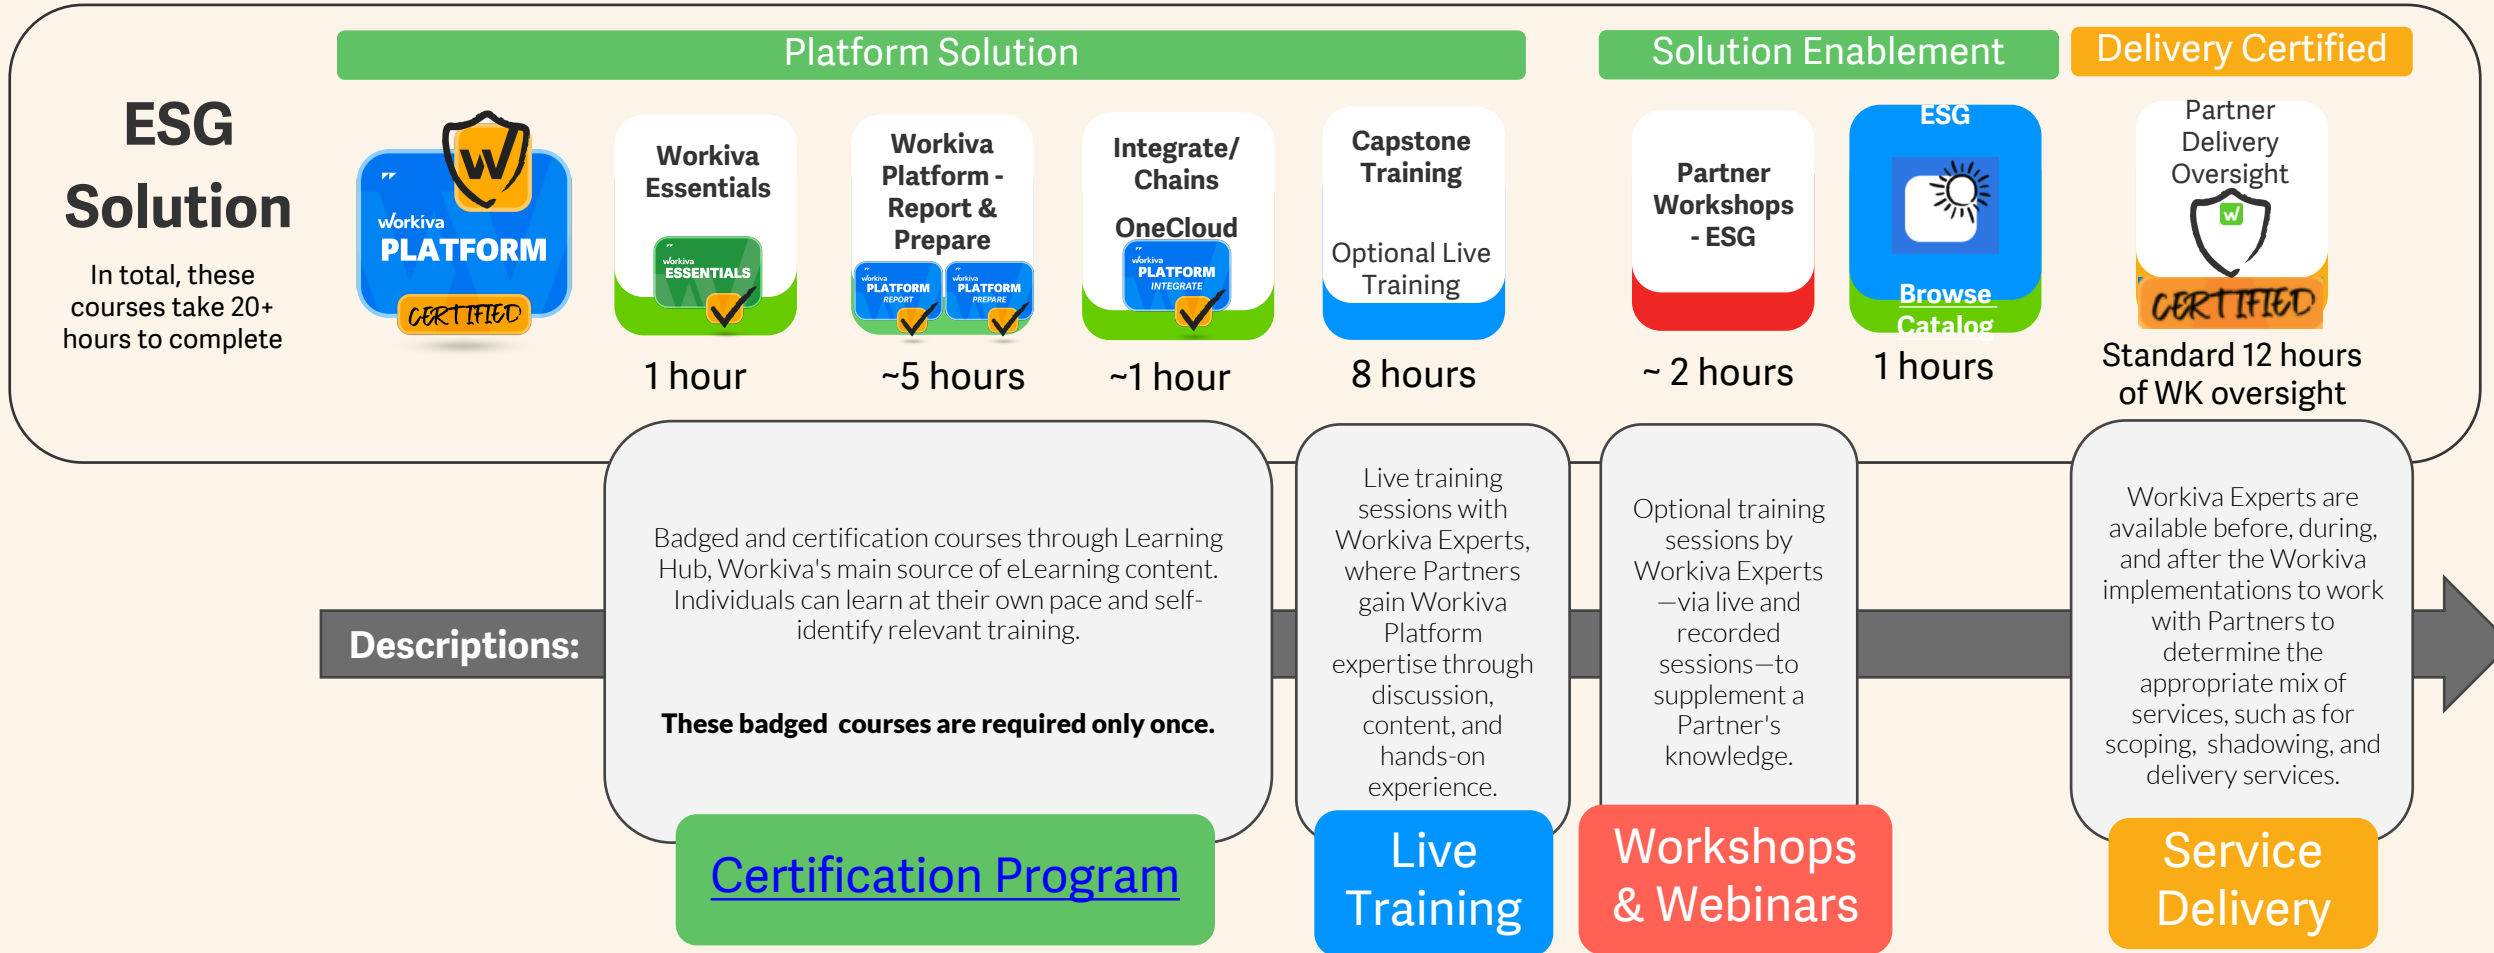 Platform Solution
Solution Enablement
Delivery Certified
ESG
Solution
In total, these
courses take 20+
hours to complete
workiva
PLATFORM
CERTIFIED
Workiva
Essentials
workiva
ESSENTIALS
1 hour
Workiva
Platform -
Report &
Prepare
workiva
PLATFORM
REPORT
workiva
PLATFORM
PREPARE
~5 hours
Integrate/
Chains
OneCloud
workiva
PLATFORM
INTEGRATE
~1 hour
Capstone
Training
Optional Live
Training
8 hours
Partner
Workshops
- ESG
~ 2 hours
ESG
Browse
Catalog
1 hours
Partner
Delivery
Oversight
CERTIFIED
Standard 12 hours
of WK oversight
Descriptions:
Badged and certification courses through Learning
Hub, Workiva's main source of eLearning content.
Individuals can learn at their own pace and self-
identify relevant training.
These badged  courses are required only once.
Certification Program
Live training
sessions with
Workiva Experts,
where Partners
gain Workiva
Platform
expertise through
discussion,
content, and
hands-on
experience.
Live
Training
Optional training
sessions by
Workiva Experts
—via live and
recorded
sessions—to
supplement a
Partner's
knowledge.
Workshops
& Webinars
Workiva Experts are
available before, during,
and after the Workiva
implementations to work
with Partners to
determine the
appropriate mix of
services, such as for
scoping,  shadowing, and
delivery services.
Service
Delivery